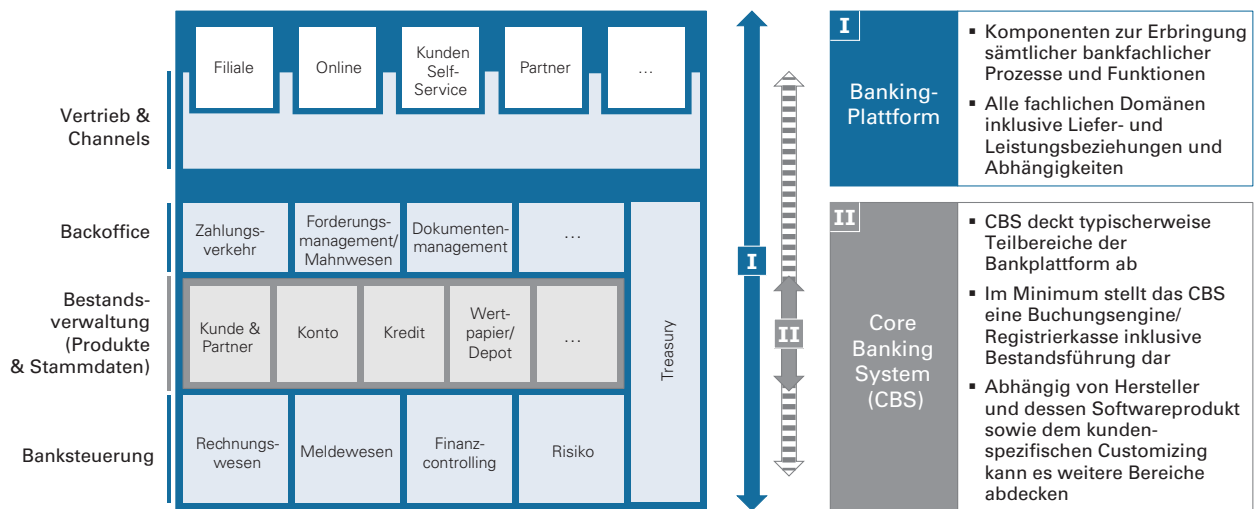 Vertrieb &
Channels
Filiale
Online
Kunden
Self-
Service
Partner
...
Backoffice
Zahlungs-
verkehr
Forderungs-
management/
Mahnwesen
Dokumenten-
management
...
Treasury
Bestands-
verwaltung
(Produkte
& Stammdaten)
Kunde &
Partner
Konto
Kredit
Wert-
papier/
Depot
...
Banksteuerung
Rechnungs-
wesen
Meldewesen
Finanz-
controlling
Risiko
I
II
I
Banking-
Plattform
▪ Komponenten zur Erbringung
sämtlicher bankfachlicher
Prozesse und Funktionen
▪ Alle fachlichen Domänen
inklusive Liefer- und
Leistungsbeziehungen und
Abhängigkeiten
II
Core
Banking
System
(CBS)
▪ CBS deckt typischerweise
Teilbereiche der
Bankplattform ab
▪ Im Minimum stellt das CBS
eine Buchungsengine/
Registrierkasse inklusive
Bestandsführung dar
▪ Abhängig von Hersteller
und dessen Softwareprodukt
sowie dem kunden-
spezifischen Customizing
kann es weitere Bereiche
abdecken